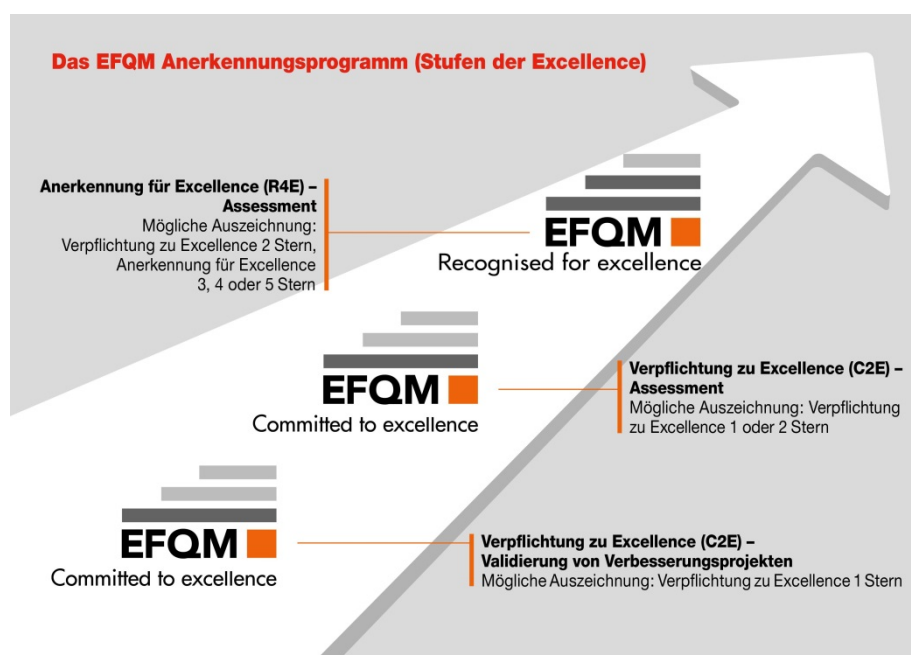 Das EFQM Anerkennungsprogramm (Stufen der Excellence)
Anerkennung für Excellence (R4E) –
Assessment
Mögliche Auszeichnung:
Verpflichtung zu Excellence 2 Stern,
Anerkennung für Excellence
3, 4 oder 5 Stern
EFQM
Recognised for excellence
EFQM
Committed to excellence
Verpflichtung zu Excellence (C2E) –
Assessment
Mögliche Auszeichnung: Verpflichtung
zu Excellence 1 oder 2 Stern
EFQM
Committed to excellence
Verpflichtung zu Excellence (C2E) –
Validierung von Verbesserungsprojekten
Mögliche Auszeichnung: Verpflichtung zu Excellence 1 Stern